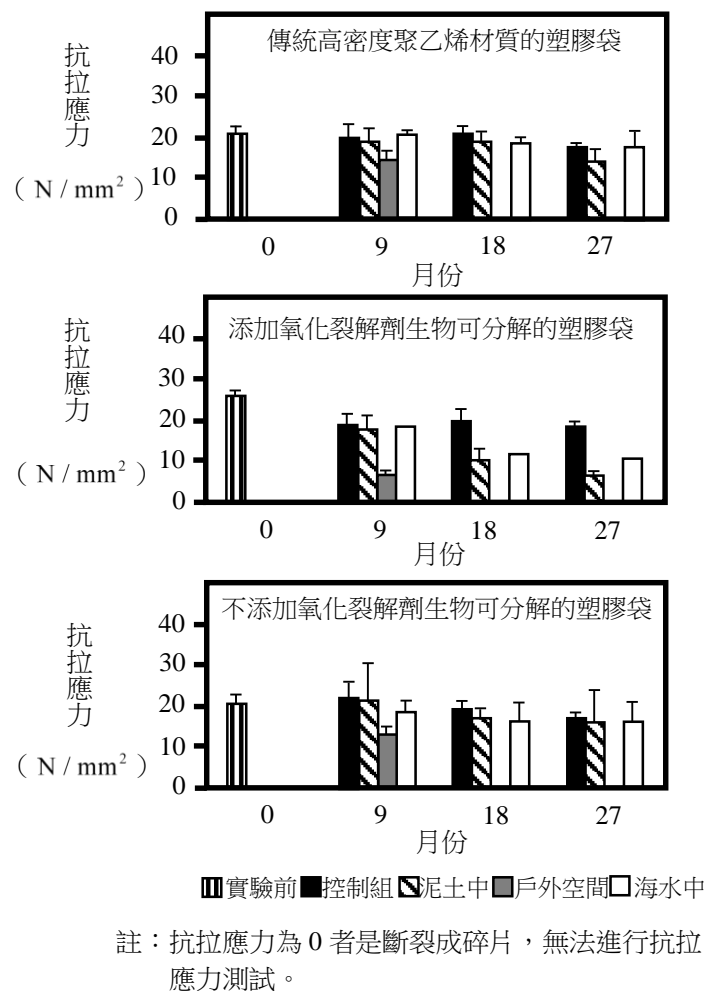 傳統高密度聚乙烯材質的塑膠袋
抗拉應力
（N/mm²）
40
30
20
10
0
0 9 18 27
月份
添加氧化裂解劑生物可分解的塑膠袋
抗拉應力
（N/mm²）
40
30
20
10
0
0 9 18 27
月份
不添加氧化裂解劑生物可分解的塑膠袋
抗拉應力
（N/mm²）
40
30
20
10
0
0 9 18 27
月份
實驗前 控制組 泥土中 戶外空間 海水中
註：抗拉應力為 0 者是斷裂成碎片，無法進行抗拉
應力測試。